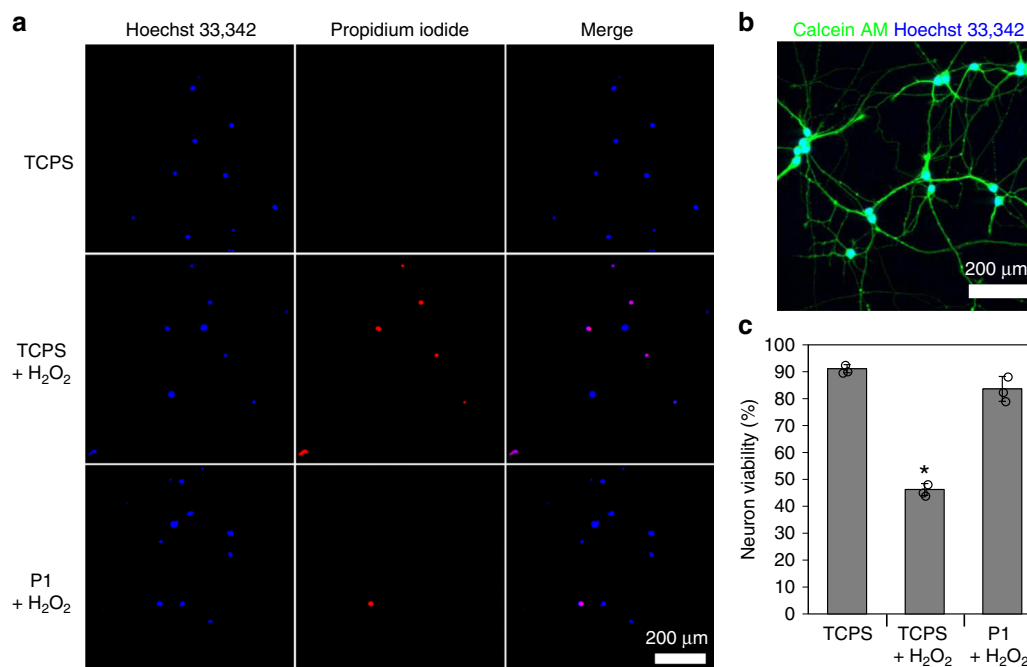 a
Hoechst 33,342 Propidium iodide Merge
TCPS
TCPS
+ H₂O₂
P1
+ H₂O₂
200 μm
b
Calcein AM Hoechst 33,342
200 μm
c
Neuron viability (%)
100
90
80
70
60
50
40
30
20
10
0
*
TCPS TCPS P1
+ H₂O₂ + H₂O₂